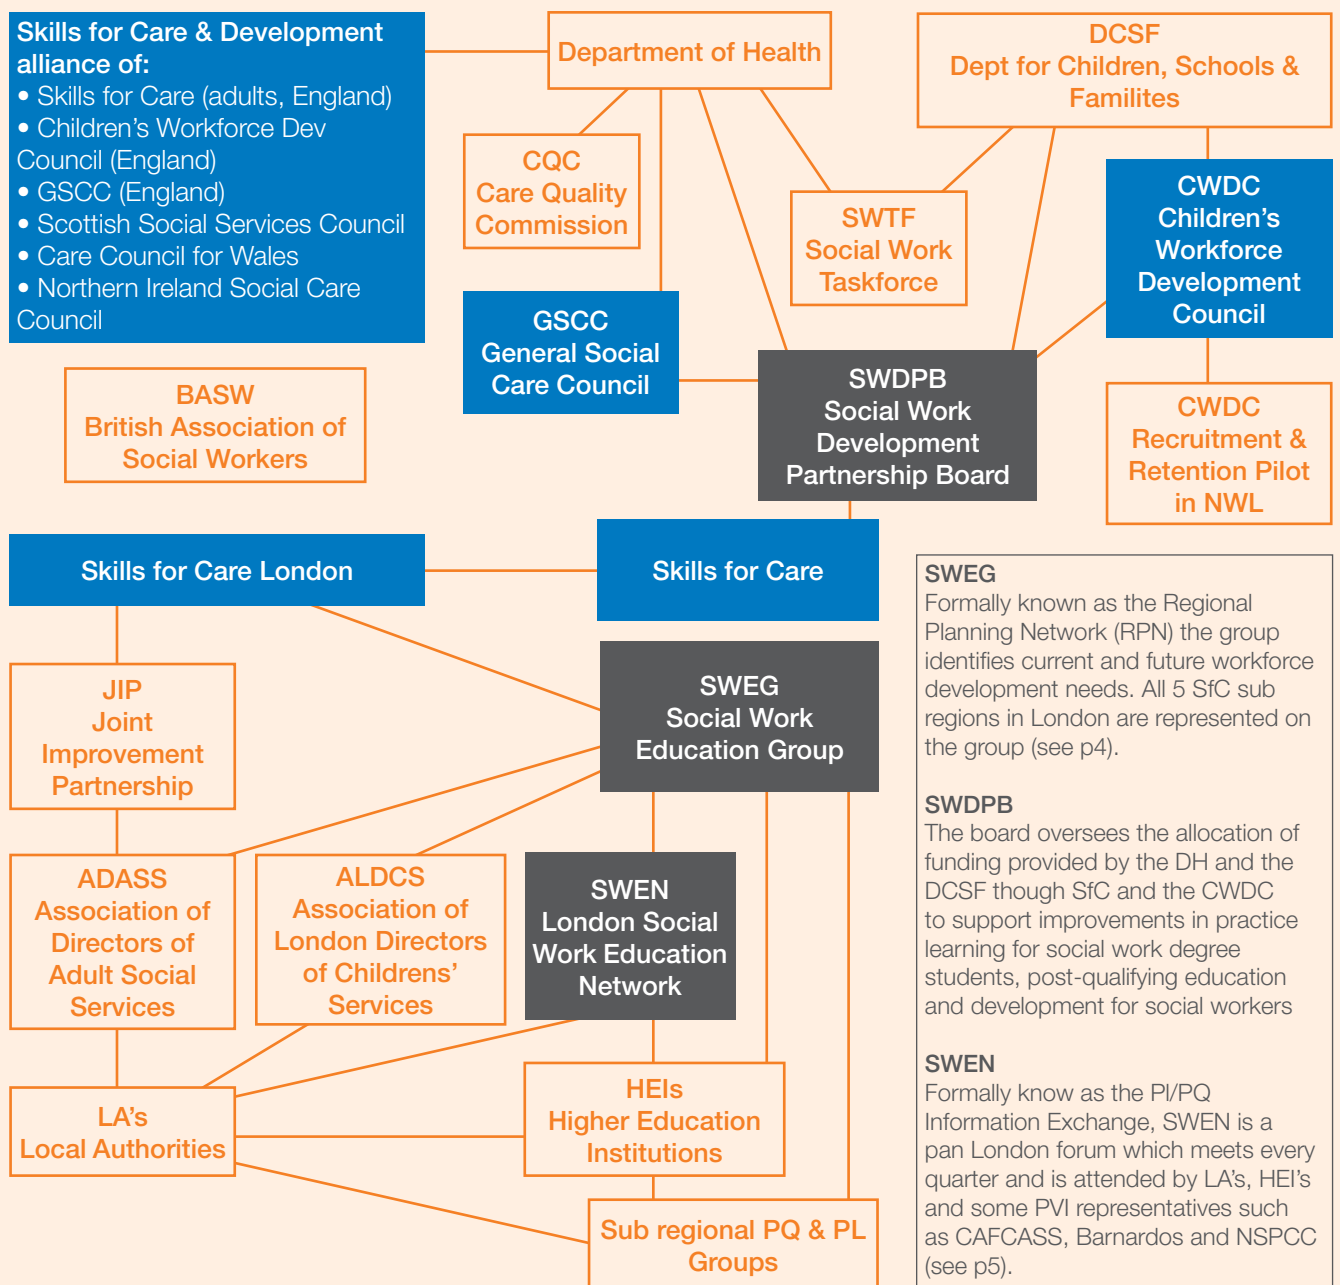 Skills for Care & Development
alliance of:
• Skills for Care (adults, England)
• Children's Workforce Dev
Council (England)
• GSCC (England)
• Scottish Social Services Council
• Care Council for Wales
• Northern Ireland Social Care
Council
Department of Health
DCSF
Dept for Children, Schools &
Familites
CQC
Care Quality
Commission
SWTF
Social Work
Taskforce
CWDC
Children's
Workforce
Development
Council
GSCC
General Social
Care Council
SWDPB
Social Work
Development
Partnership Board
BASW
British Association of
Social Workers
CWDC
Recruitment &
Retention Pilot
in NWL
Skills for Care London
Skills for Care
JIP
Joint
Improvement
Partnership
SWEG
Social Work
Education Group
ADASS
Association of
Directors of
Adult Social
Services
ALDCS
Association of
London Directors
of Childrens'
Services
SWEN
London Social
Work Education
Network
LA's
Local Authorities
HEIs
Higher Education
Institutions
Sub regional PQ & PL
Groups
SWEG
Formally known as the Regional
Planning Network (RPN) the group
identifies current and future workforce
development needs. All 5 SfC sub
regions in London are represented on
the group (see p4).
SWDPB
The board oversees the allocation of
funding provided by the DH and the
DCSF though SfC and the CWDC
to support improvements in practice
learning for social work degree
students, post-qualifying education
and development for social workers
SWEN
Formally know as the PI/PQ
Information Exchange, SWEN is a
pan London forum which meets every
quarter and is attended by LA's, HEI's
and some PVI representatives such
as CAFCASS, Barnardos and NSPCC
(see p5).